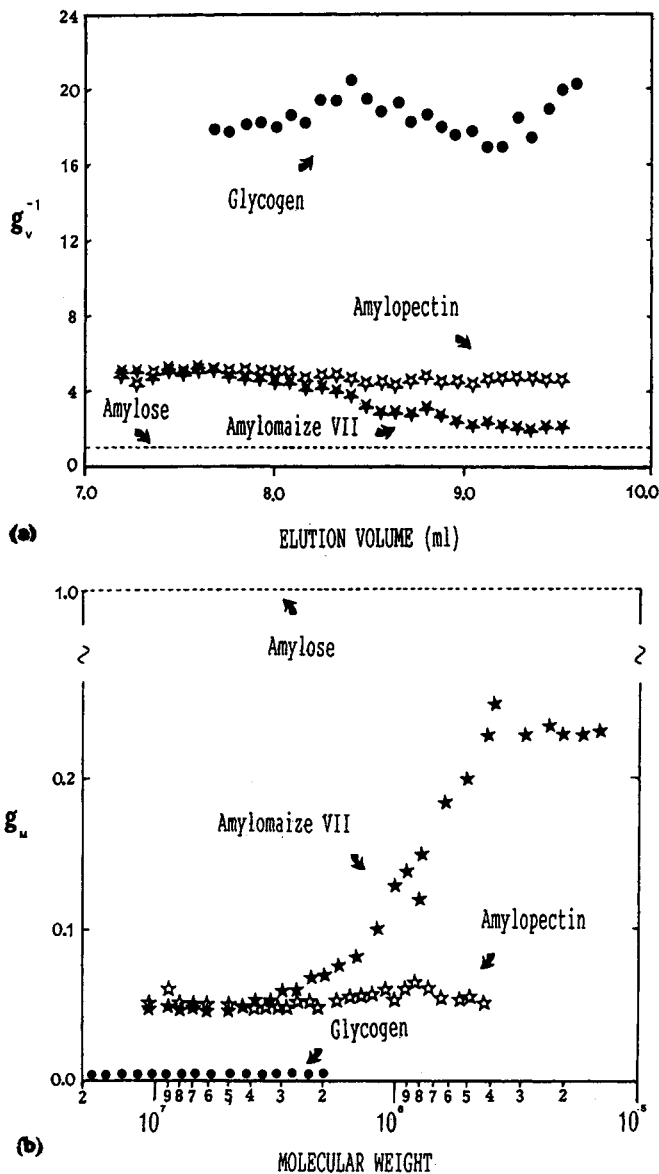 24
20
16
12
8
4
0
g_v^-1
Glycogen
Amylopectin
Amylose
Amylomaize VII
7.0 8.0 9.0 10.0
(a)
ELUTION VOLUME (ml)
1.0
0.2
0.1
0.0
g_M
Amylose
Amylomaize VII
Amylopectin
Glycogen
2 9 8 7 6 5 4 3 2 9 8 7 6 5 4 3 2
10^7 10^6 10^-5
(b)
MOLECULAR WEIGHT